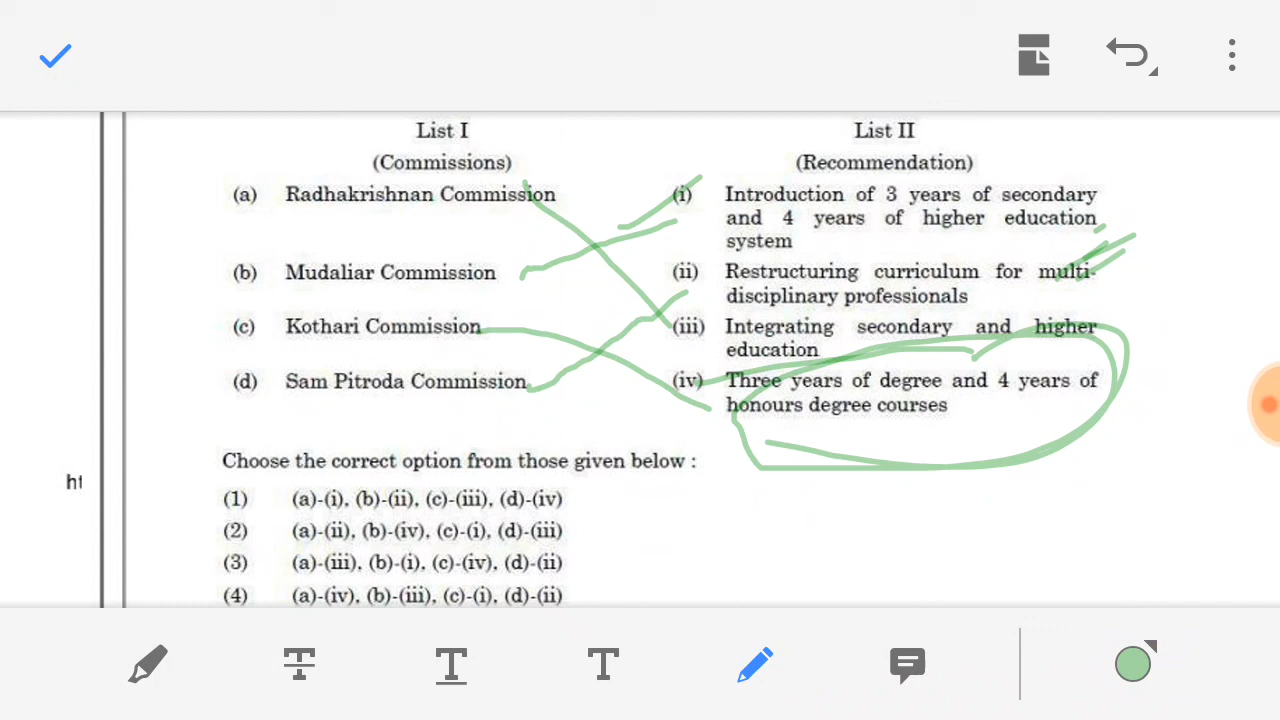 List I
List II
(Commissions)
(Recommendation)
(a) Radhakrishnan Commission
(i) Introduction of 3 years of secondary
and 4 years of higher education
system
(b) Mudaliar Commission
(ii) Restructuring curriculum for multi-
disciplinary professionals
(c) Kothari Commission
(iii) Integrating secondary and higher
education
(d) Sam Pitroda Commission
(iv) Three years of degree and 4 years of
honours degree courses
Choose the correct option from those given below :
(1) (a)-(i), (b)-(ii), (c)-(iii), (d)-(iv)
(2) (a)-(ii), (b)-(iv), (c)-(i), (d)-(iii)
(3) (a)-(iii), (b)-(i), (c)-(iv), (d)-(ii)
(4) (a)-(iv), (b)-(iii), (c)-(i), (d)-(ii)